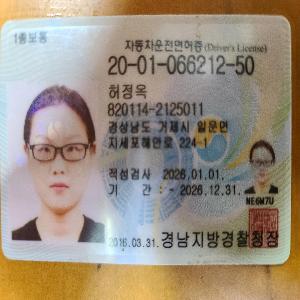 1종보통
자동차운전면허증 (Driver's License)
20-01-066212-50
허정옥
820114-2125011
경상남도 거제시 일운면
지세포해안로 224-1
적성검사 2026.01.01.
기 간 : ~ 2026.12.31.
NE6M7U
2016.03.31. 경남지방경찰청장